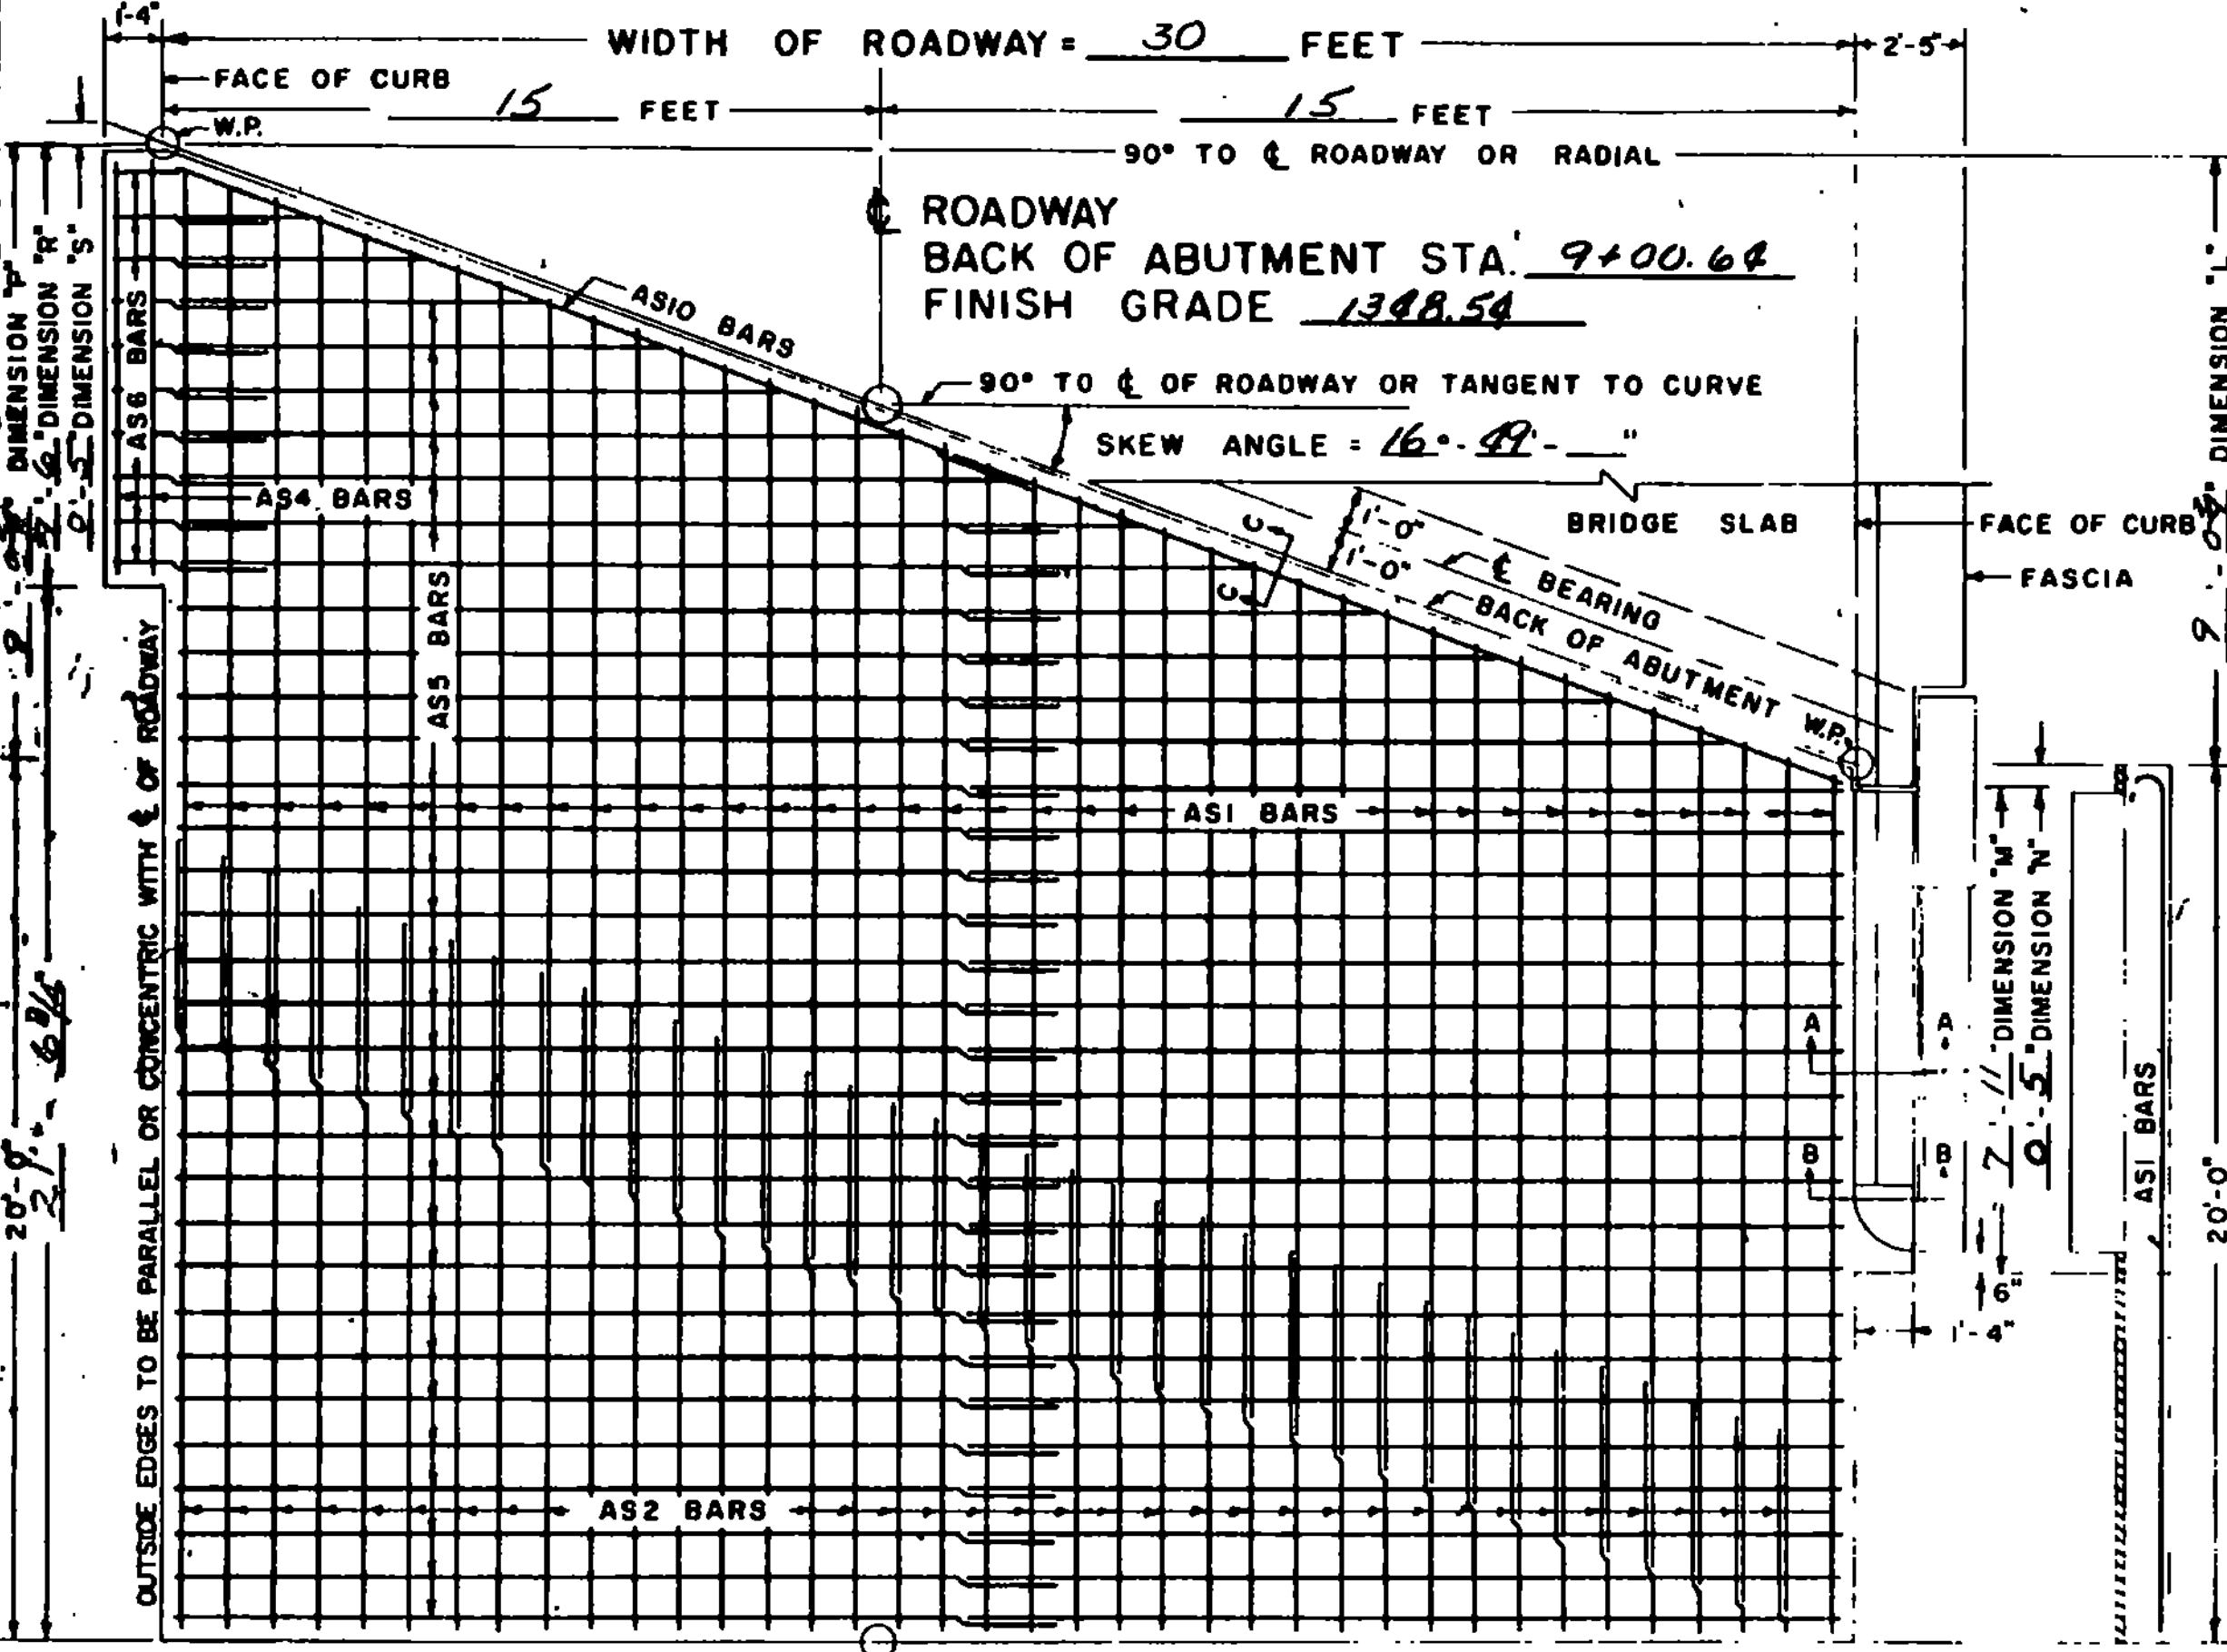 1'-4"
WIDTH OF ROADWAY = 30 FEET
2'-5"
FACE OF CURB
15 FEET
15 FEET
W.P.
90° TO ℄ ROADWAY OR RADIAL
℄ ROADWAY
BACK OF ABUTMENT STA. 9+00.64
FINISH GRADE 1348.54
DIMENSION "P"
DIMENSION "R"
0'-5" DIMENSION "S"
AS6 BARS
AS10 BARS
90° TO ℄ OF ROADWAY OR TANGENT TO CURVE
SKEW ANGLE = 16°-49'- "
DIMENSION "L"
AS4 BARS
1'-0"
1'-0"
BRIDGE SLAB
FACE OF CURB
C
C
℄ BEARING
FASCIA
BACK OF ABUTMENT
W.P.
AS5 BARS
OUTSIDE EDGES TO BE PARALLEL OR CONCENTRIC WITH ℄ OF ROADWAY
AS1 BARS
7'-11" DIMENSION "M"
0'-5" DIMENSION "N"
A
A
B
B
AS1 BARS
20'-0"
6"
1'-4"
AS2 BARS